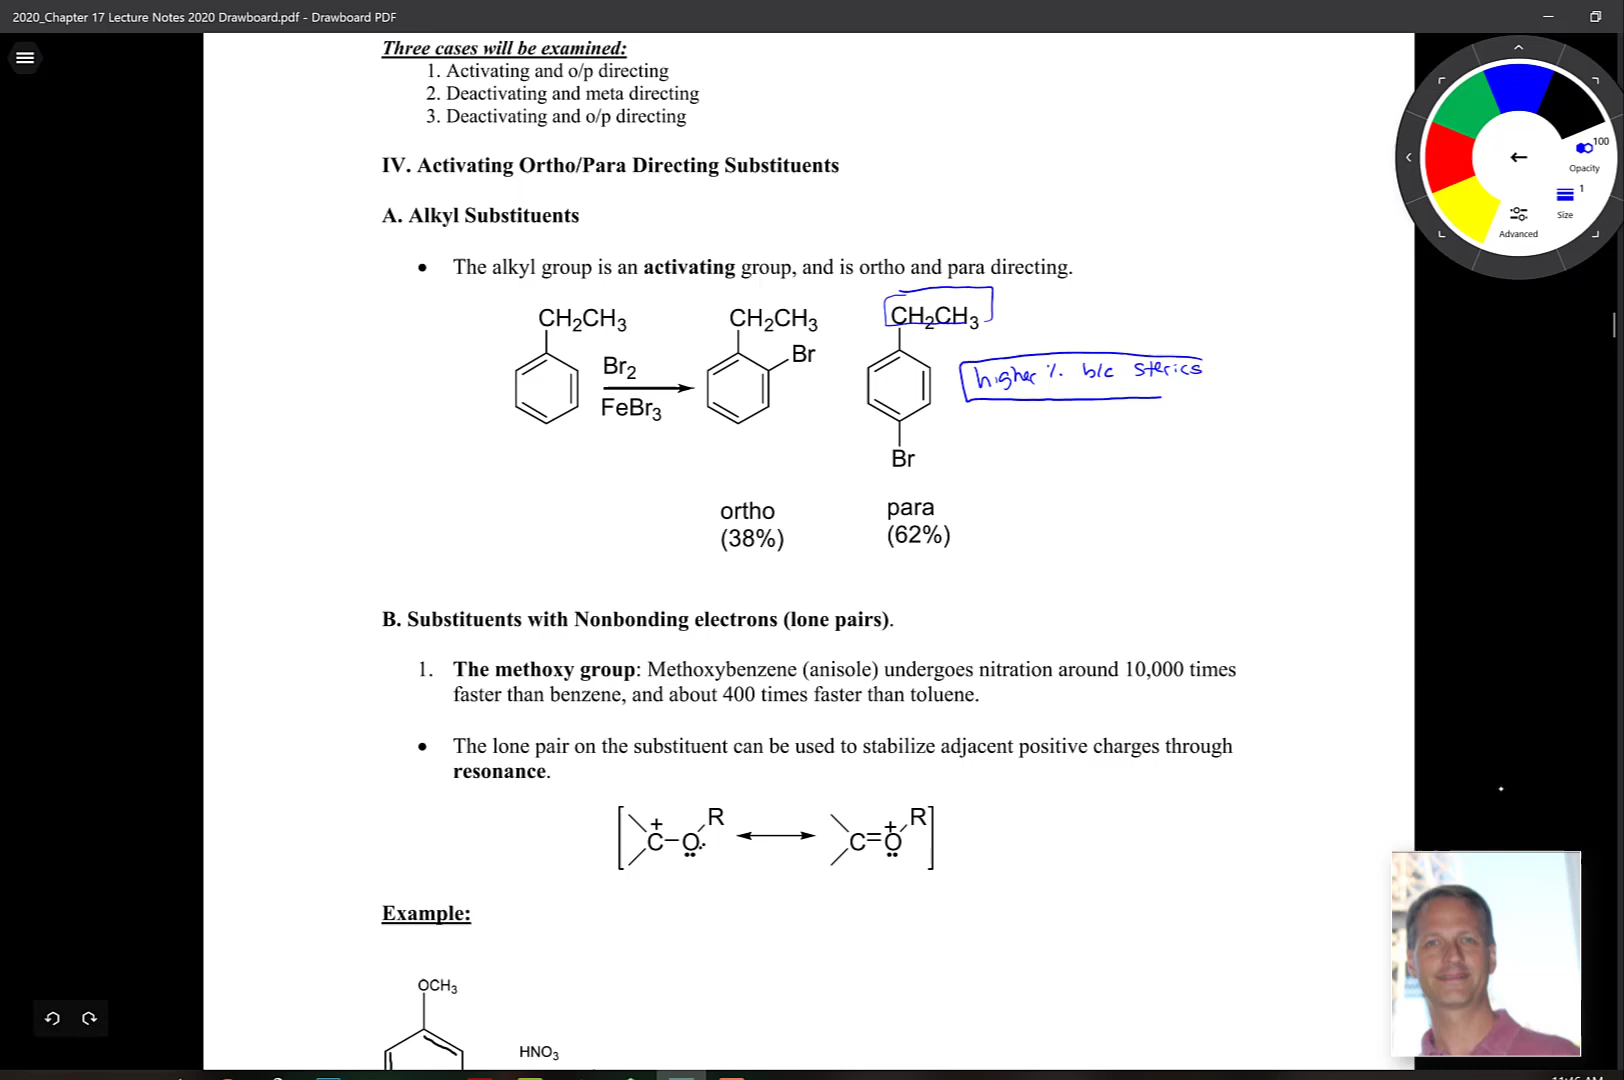 2020_Chapter 17 Lecture Notes 2020 Drawboard.pdf - Drawboard PDF
Three cases will be examined:
1. Activating and o/p directing
2. Deactivating and meta directing
3. Deactivating and o/p directing
IV. Activating Ortho/Para Directing Substituents
A. Alkyl Substituents
• The alkyl group is an activating group, and is ortho and para directing.
CH₂CH₃ CH₂CH₃ CH₂CH₃
Br
Br₂
FeBr₃
higher % b/c sterics
Br
ortho
(38%)
para
(62%)
B. Substituents with Nonbonding electrons (lone pairs).
1. The methoxy group: Methoxybenzene (anisole) undergoes nitration around 10,000 times
faster than benzene, and about 400 times faster than toluene.
• The lone pair on the substituent can be used to stabilize adjacent positive charges through
resonance.
R R
+ +
C–O C=O
Example:
OCH₃
HNO₃
100
Opacity
1
Size
Advanced